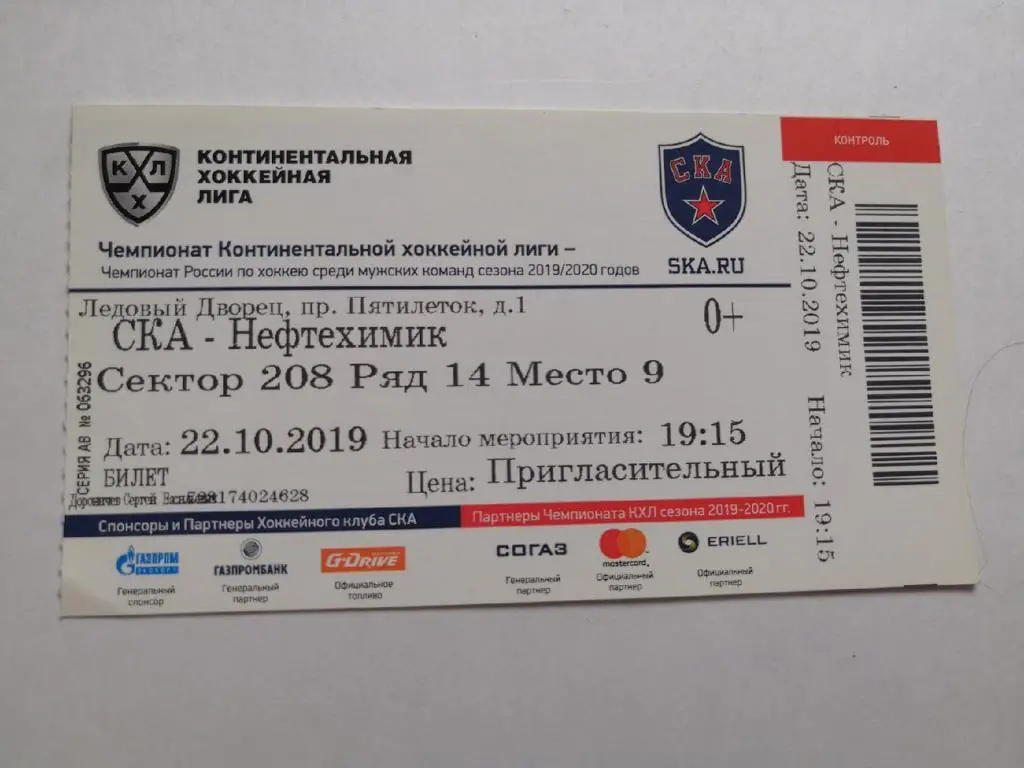 КХЛ
КОНТИНЕНТАЛЬНАЯ
ХОККЕЙНАЯ
ЛИГА
СКА
SKA.RU
Чемпионат Континентальной хоккейной лиги –
Чемпионат России по хоккею среди мужских команд сезона 2019/2020 годов
Ледовый Дворец, пр. Пятилеток, д.1
0+
СКА - Нефтехимик
Сектор 208 Ряд 14 Место 9
Дата: 22.10.2019 Начало мероприятия: 19:15
БИЛЕТ
Цена: Пригласительный
Сергей
СЕРИЯ АВ № 063296
Спонсоры и Партнеры Хоккейного клуба СКА
Партнеры Чемпионата КХЛ сезона 2019-2020 гг.
ГАЗПРОМ
ЭКСПОРТ
Генеральный
спонсор
ГАЗПРОМБАНК
Генеральный
партнер
G-DRIVE
Официальное
топливо
СОГАЗ
Генеральный
партнер
mastercard.
Официальный
партнер
ERIELL
Официальный
партнер
КОНТРОЛЬ
СКА - Нефтехимик
Дата: 22.10.2019 Начало: 19:15